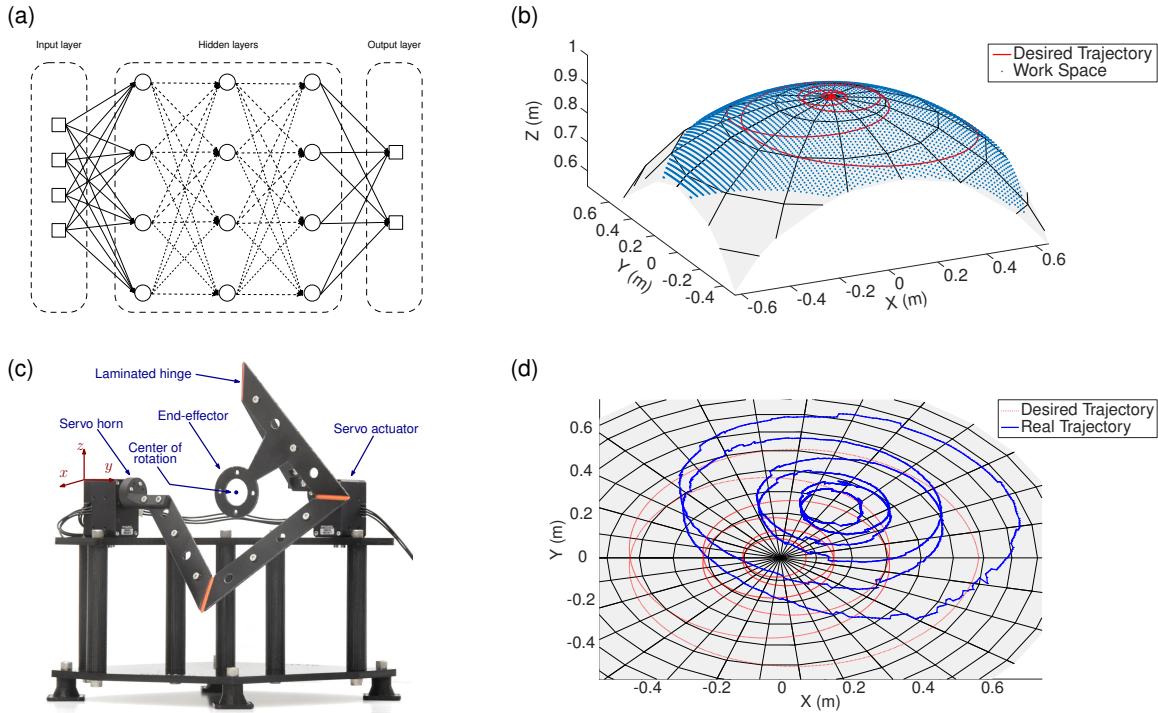 (a)
Input layer
Hidden layers
Output layer
(b)
Desired Trajectory
Work Space
1
0.9
0.8
0.7
0.6
Z (m)
0.6
0.4
0.2
0
-0.2
-0.4
Y (m)
-0.6
-0.4
-0.2
0
0.2
0.4
0.6
X (m)
(c)
Laminated hinge
End-effector
Servo horn
Center of
rotation
Servo actuator
z
x
y
(d)
Desired Trajectory
Real Trajectory
0.6
0.4
0.2
0
-0.2
-0.4
Y (m)
-0.4
-0.2
0
0.2
0.4
0.6
X (m)